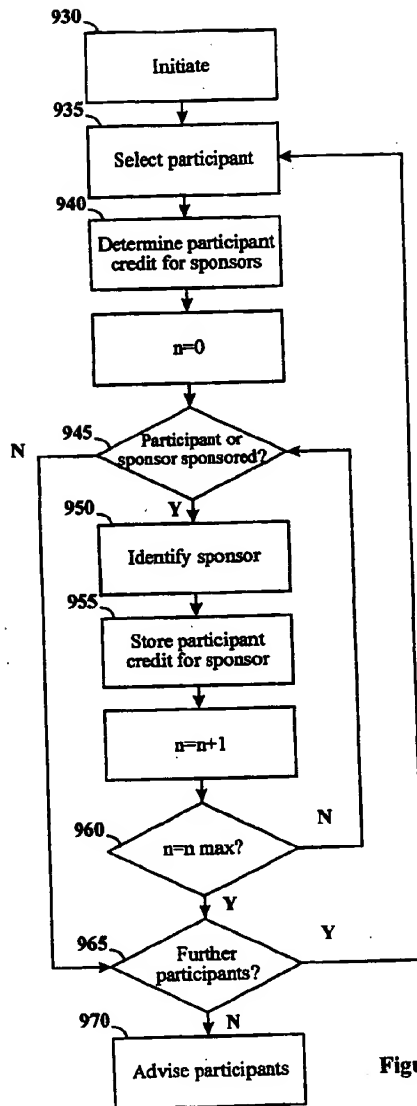 930
Initiate
935
Select participant
940
Determine participant
credit for sponsors
n=0
945
N
Participant or
sponsor sponsored?
Y
950
Identify sponsor
955
Store participant
credit for sponsor
n=n+1
960
n=n max?
N
Y
965
Further
participants?
Y
N
970
Advise participants
Figu